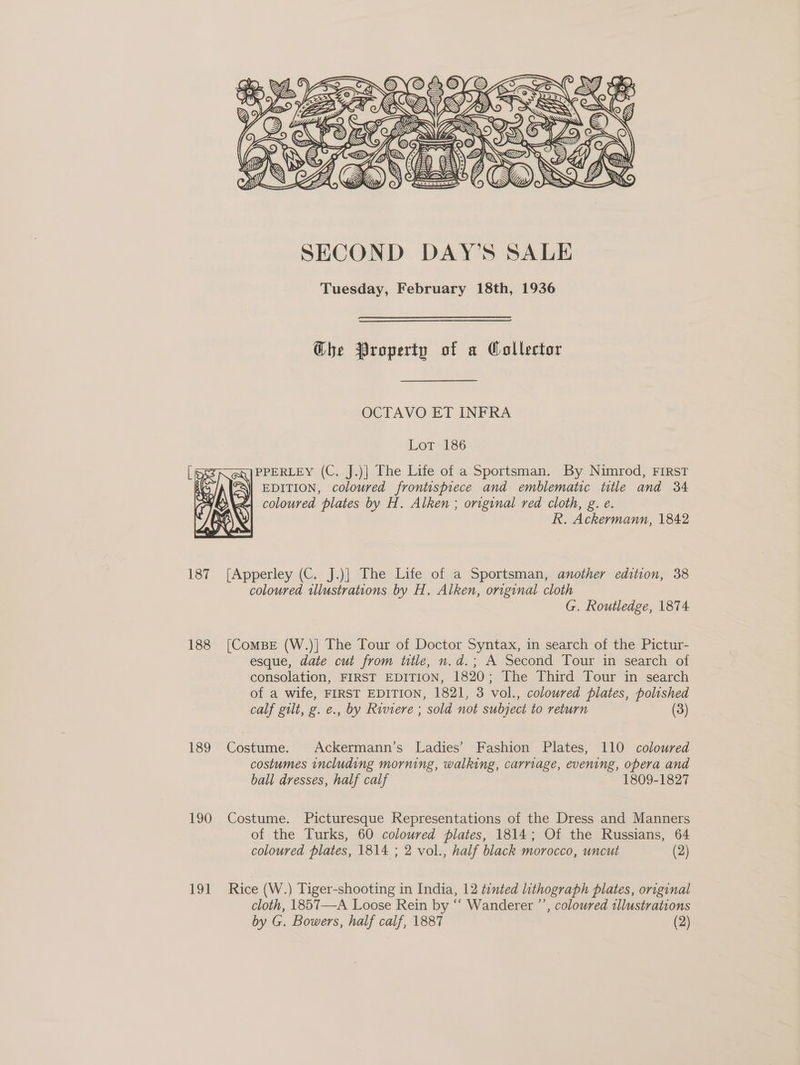 SECOND DAY'S SALE
Tuesday, February 18th, 1936
The Property of a Collector
OCTAVO ET INFRA
LOT 186
[APPERLEY (C. J.)] The Life of a Sportsman. By Nimrod, FIRST
EDITION, coloured frontispiece and emblematic title and 34
coloured plates by H. Alken; original red cloth, g. e.
R. Ackermann, 1842
187 [Apperley (C. J.)] The Life of a Sportsman, another edition, 38
coloured illustrations by H. Alken, original cloth
G. Routledge, 1874
188 [COMBE (W.)] The Tour of Doctor Syntax, in search of the Pictur-
esque, date cut from title, n.d.; A Second Tour in search of
consolation, FIRST EDITION, 1820; The Third Tour in search
of a wife, FIRST EDITION, 1821, 3 vol., coloured plates, polished
calf gilt, g. e., by Riviere; sold not subject to return (3)
189 Costume. Ackermann's Ladies' Fashion Plates, 110 coloured
costumes including morning, walking, carriage, evening, opera and
ball dresses, half calf 1809-1827
190 Costume. Picturesque Representations of the Dress and Manners
of the Turks, 60 coloured plates, 1814; Of the Russians, 64
coloured plates, 1814; 2 vol., half black morocco, uncut (2)
191 Rice (W.) Tiger-shooting in India, 12 tinted lithograph plates, original
cloth, 1857—A Loose Rein by "Wanderer", coloured illustrations
by G. Bowers, half calf, 1887 (2)